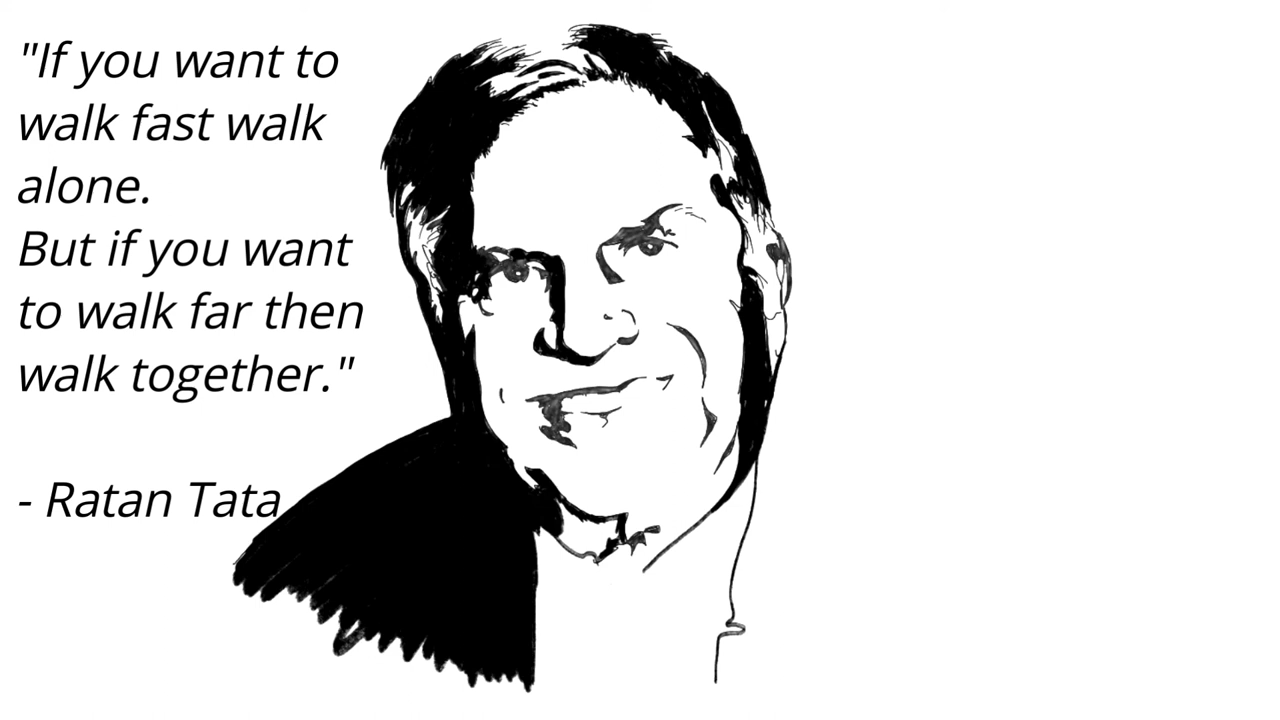 "If you want to
walk fast walk
alone.
But if you want
to walk far then
walk together."
- Ratan Tata